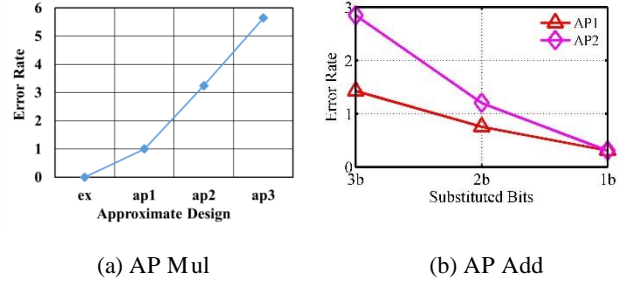 6
5
4
3
2
1
0
Error Rate
ex ap1 ap2 ap3
Approximate Design
(a) AP Mul
3
2
1
0
Error Rate
AP1
AP2
3b 2b 1b
Substituted Bits
(b) AP Add